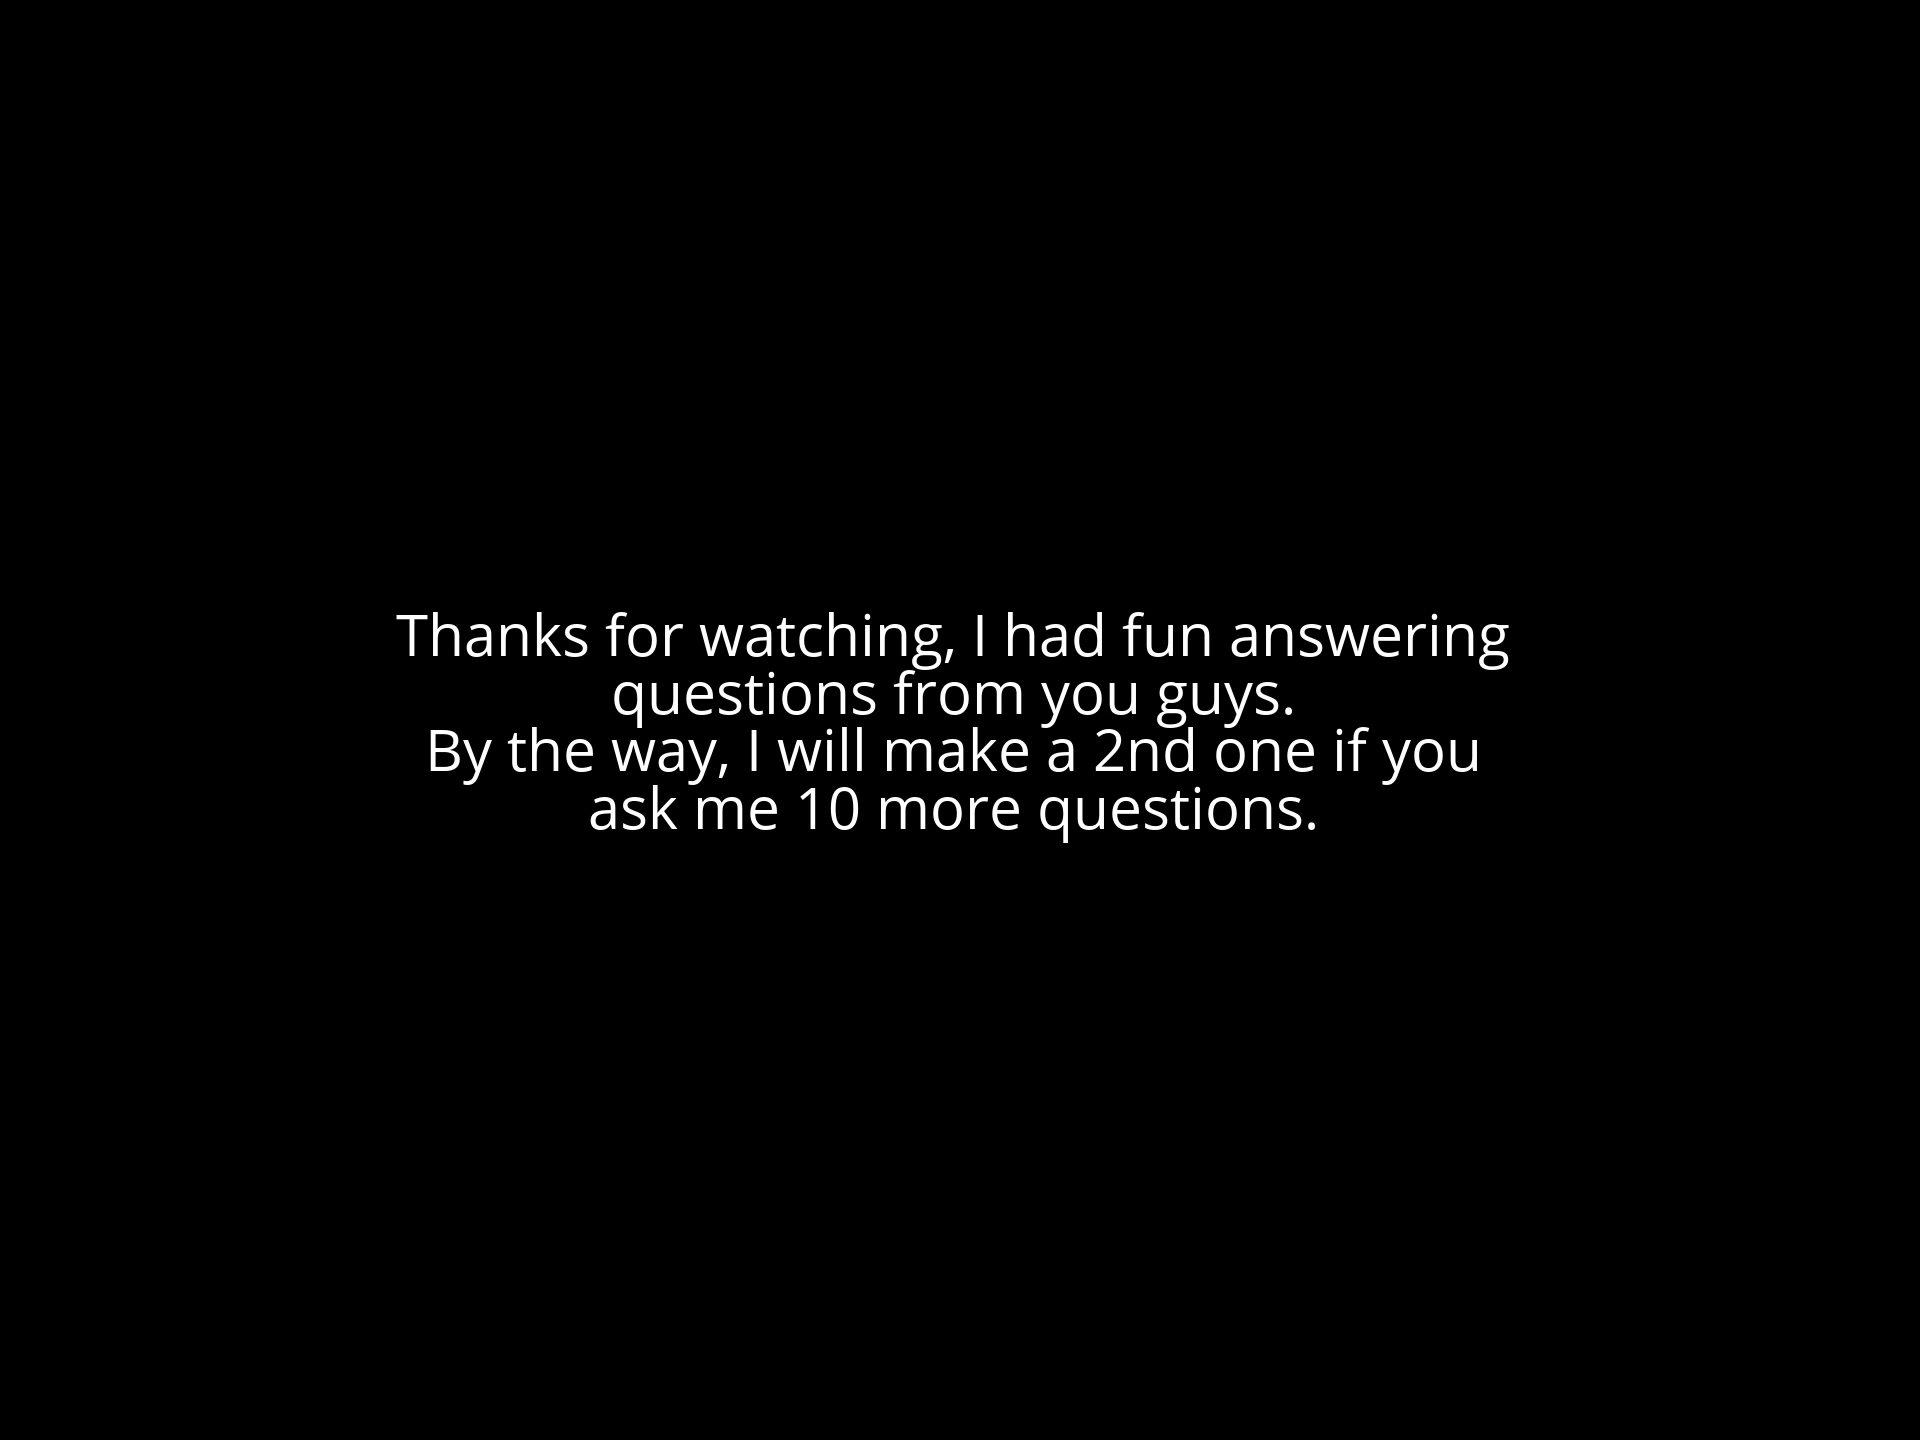 Thanks for watching, I had fun answering
questions from you guys.
By the way, I will make a 2nd one if you
ask me 10 more questions.